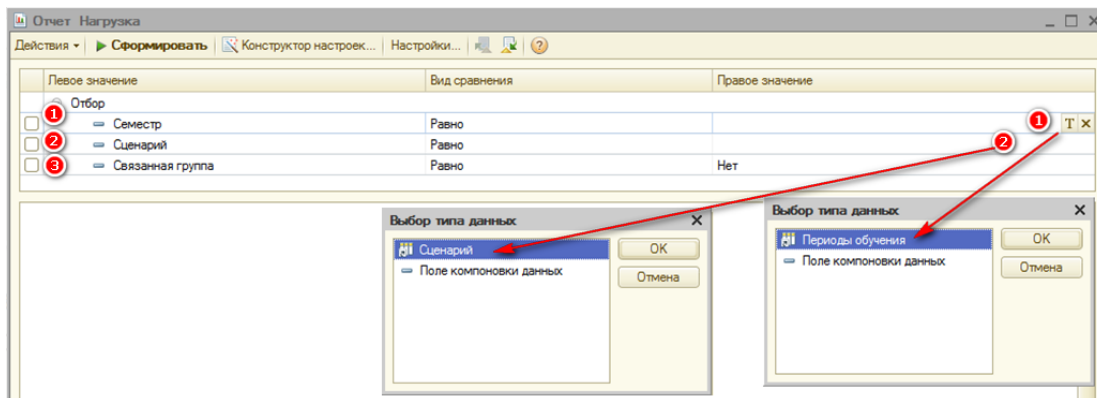 Отчет Нагрузка
Действия Сформировать Конструктор настроек... Настройки...
Левое значение Вид сравнения Правое значение
Отбор
1 Семестр Равно 1 T
2 Сценарий Равно 2
3 Связанная группа Равно Нет
Выбор типа данных
Сценарий OK
Поле компоновки данных
Отмена
Выбор типа данных
Периоды обучения OK
Поле компоновки данных
Отмена